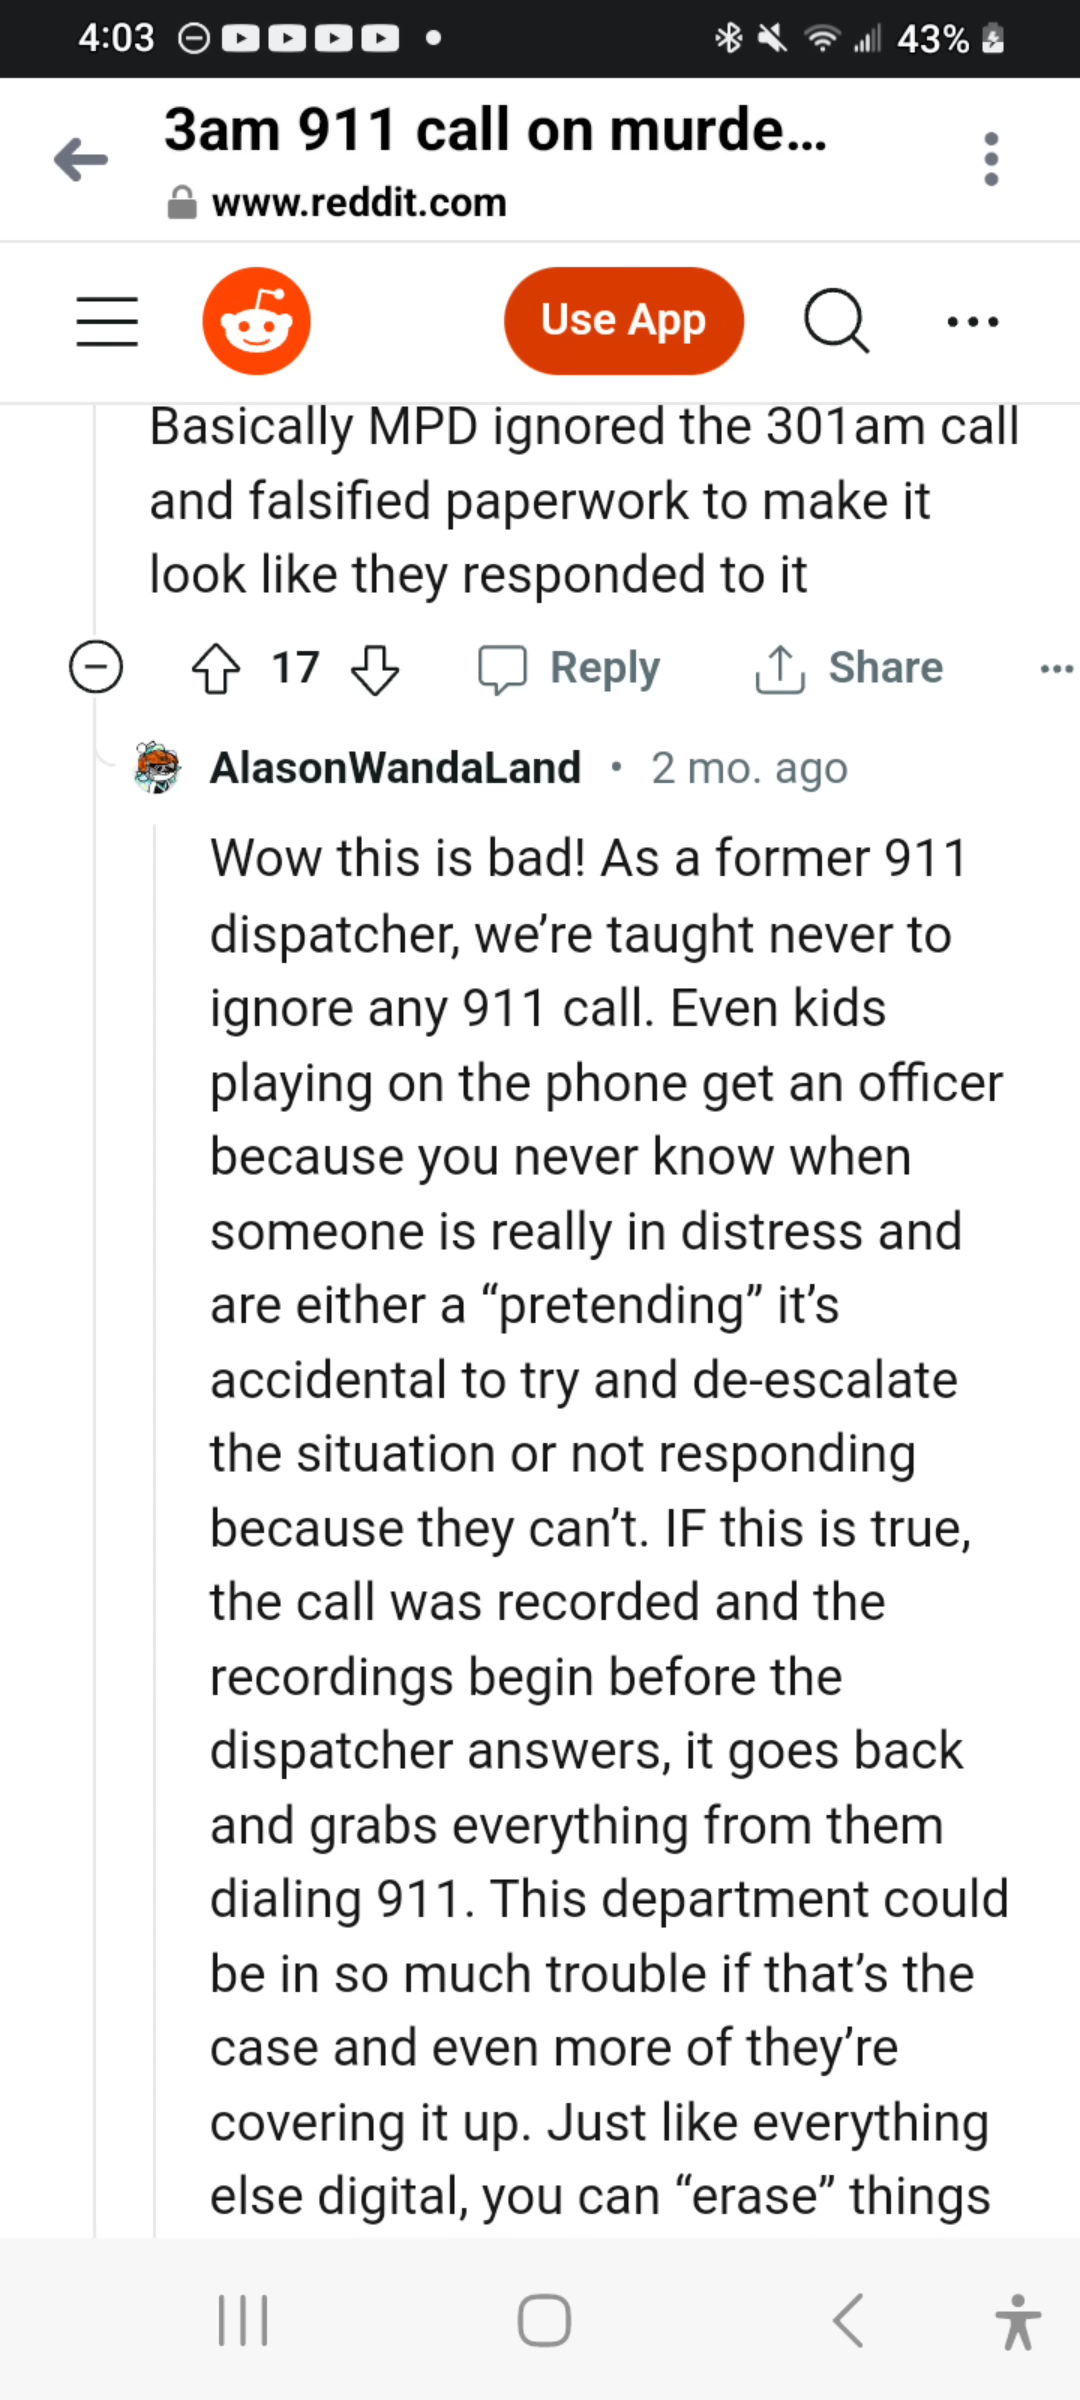 4:03
43%
3am 911 call on murde...
www.reddit.com
Use App
Basically MPD ignored the 301am call
and falsified paperwork to make it
look like they responded to it
17
Reply
Share
AlasonWandaLand • 2 mo. ago
Wow this is bad! As a former 911
dispatcher, we’re taught never to
ignore any 911 call. Even kids
playing on the phone get an officer
because you never know when
someone is really in distress and
are either a “pretending” it’s
accidental to try and de-escalate
the situation or not responding
because they can’t. IF this is true,
the call was recorded and the
recordings begin before the
dispatcher answers, it goes back
and grabs everything from them
dialing 911. This department could
be in so much trouble if that’s the
case and even more of they’re
covering it up. Just like everything
else digital, you can “erase” things